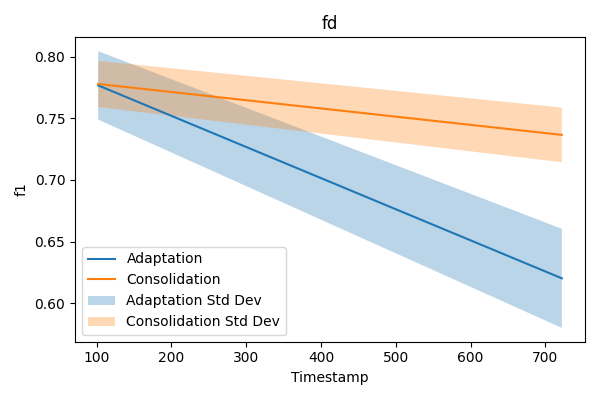 fd
0.80
0.75
0.70
0.65
0.60
f1
Adaptation
Consolidation
Adaptation Std Dev
Consolidation Std Dev
100 200 300 400 500 600 700
Timestamp